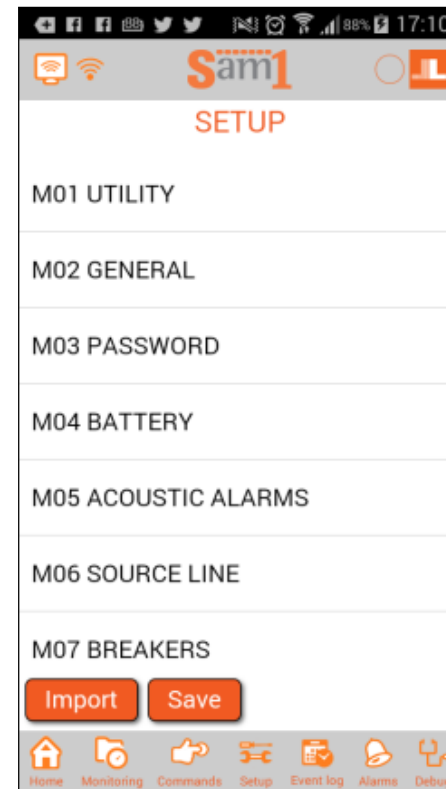 88% 17:10
Sam1
SETUP
M01 UTILITY
M02 GENERAL
M03 PASSWORD
M04 BATTERY
M05 ACOUSTIC ALARMS
M06 SOURCE LINE
M07 BREAKERS
Import Save
Home Monitoring Commands Setup Event log Alarms Debu